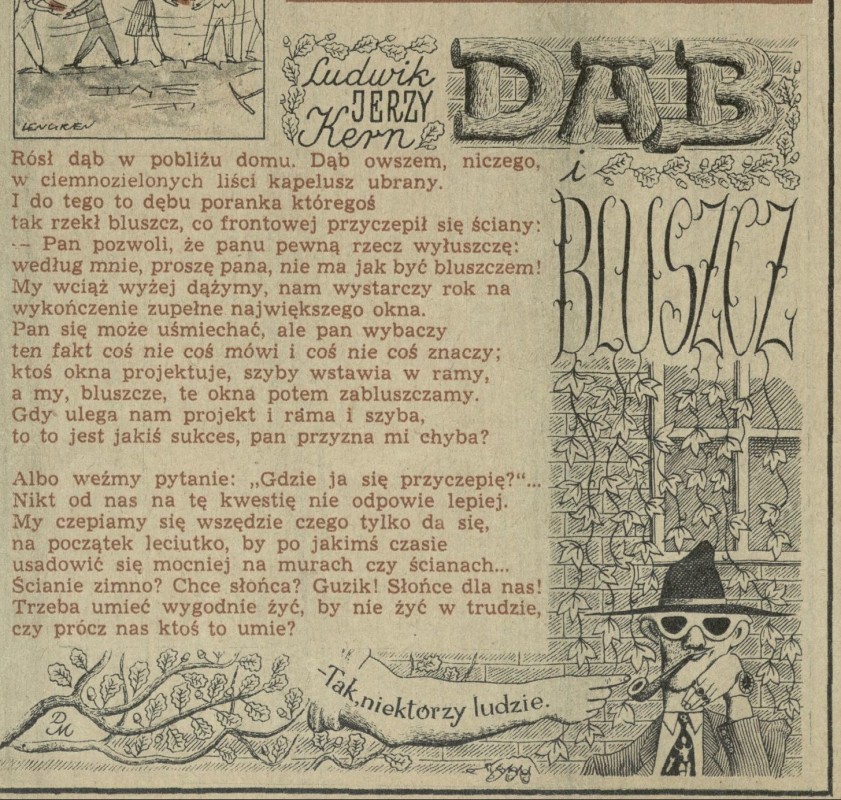 LENGREN
Ludwik
JERZY
Kern
DĄB
i
BLUSZCZ
Rósł dąb w pobliżu domu. Dąb owszem, niczego,
w ciemnozielonych liści kapelusz ubrany.
I do tego to dębu poranka któregoś
tak rzekł bluszcz, co frontowej przyczepił się ściany:
— Pan pozwoli, że panu pewną rzecz wyłuszczę:
według mnie, proszę pana, nie ma jak być bluszczem!
My wciąż wyżej dążymy, nam wystarczy rok na
wykończenie zupełne największego okna.
Pan się może uśmiechać, ale pan wybaczy
ten fakt coś nie coś mówi i coś nie coś znaczy;
ktoś okna projektuje, szyby wstawia w ramy,
a my, bluszcze, te okna potem zabluszczamy.
Gdy ulega nam projekt i rama i szyba,
to to jest jakiś sukces, pan przyzna mi chyba?
Albo weźmy pytanie: „Gdzie ja się przyczepię?“...
Nikt od nas na tę kwestię nie odpowie lepiej.
My czepiamy się wszędzie czego tylko da się,
na początek leciutko, by po jakimś czasie
usadowić się mocniej na murach czy ścianach...
Ścianie zimno? Chce słońca? Guzik! Słońce dla nas!
Trzeba umieć wygodnie żyć, by nie żyć w trudzie,
czy prócz nas ktoś to umie?
-Tak, niektórzy ludzie.
DM